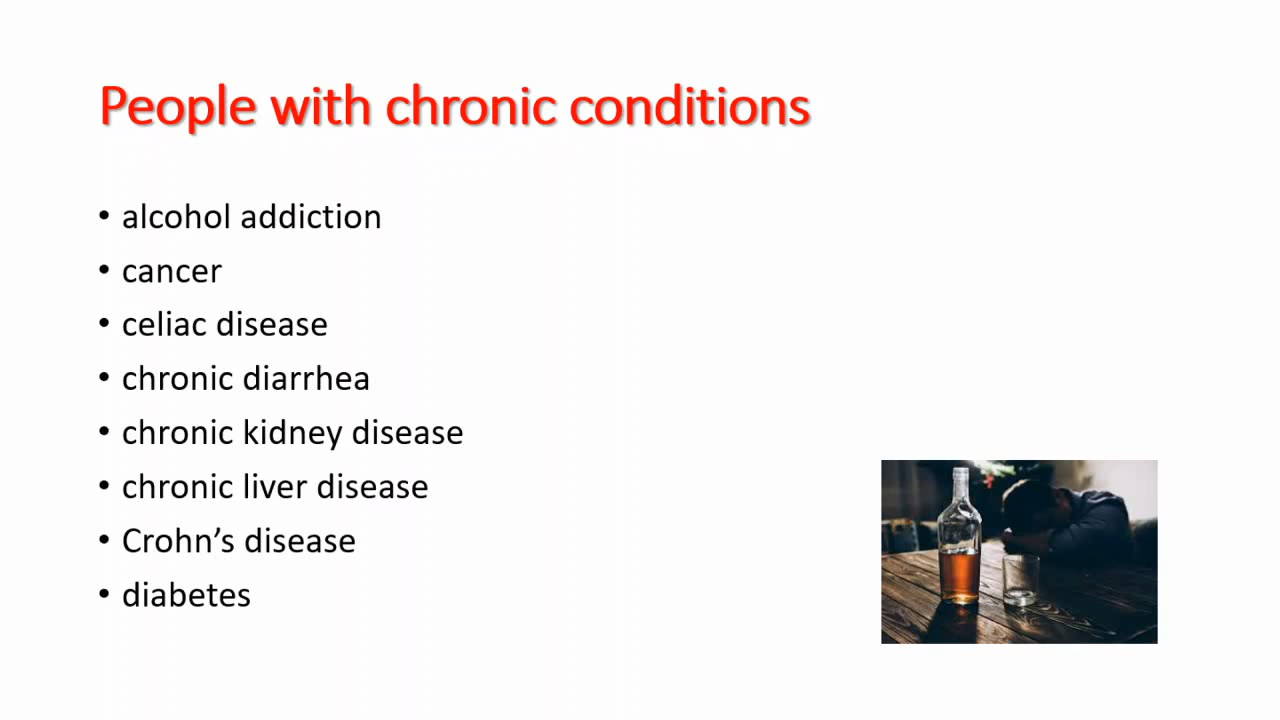 People with chronic conditions
• alcohol addiction
• cancer
• celiac disease
• chronic diarrhea
• chronic kidney disease
• chronic liver disease
• Crohn’s disease
• diabetes